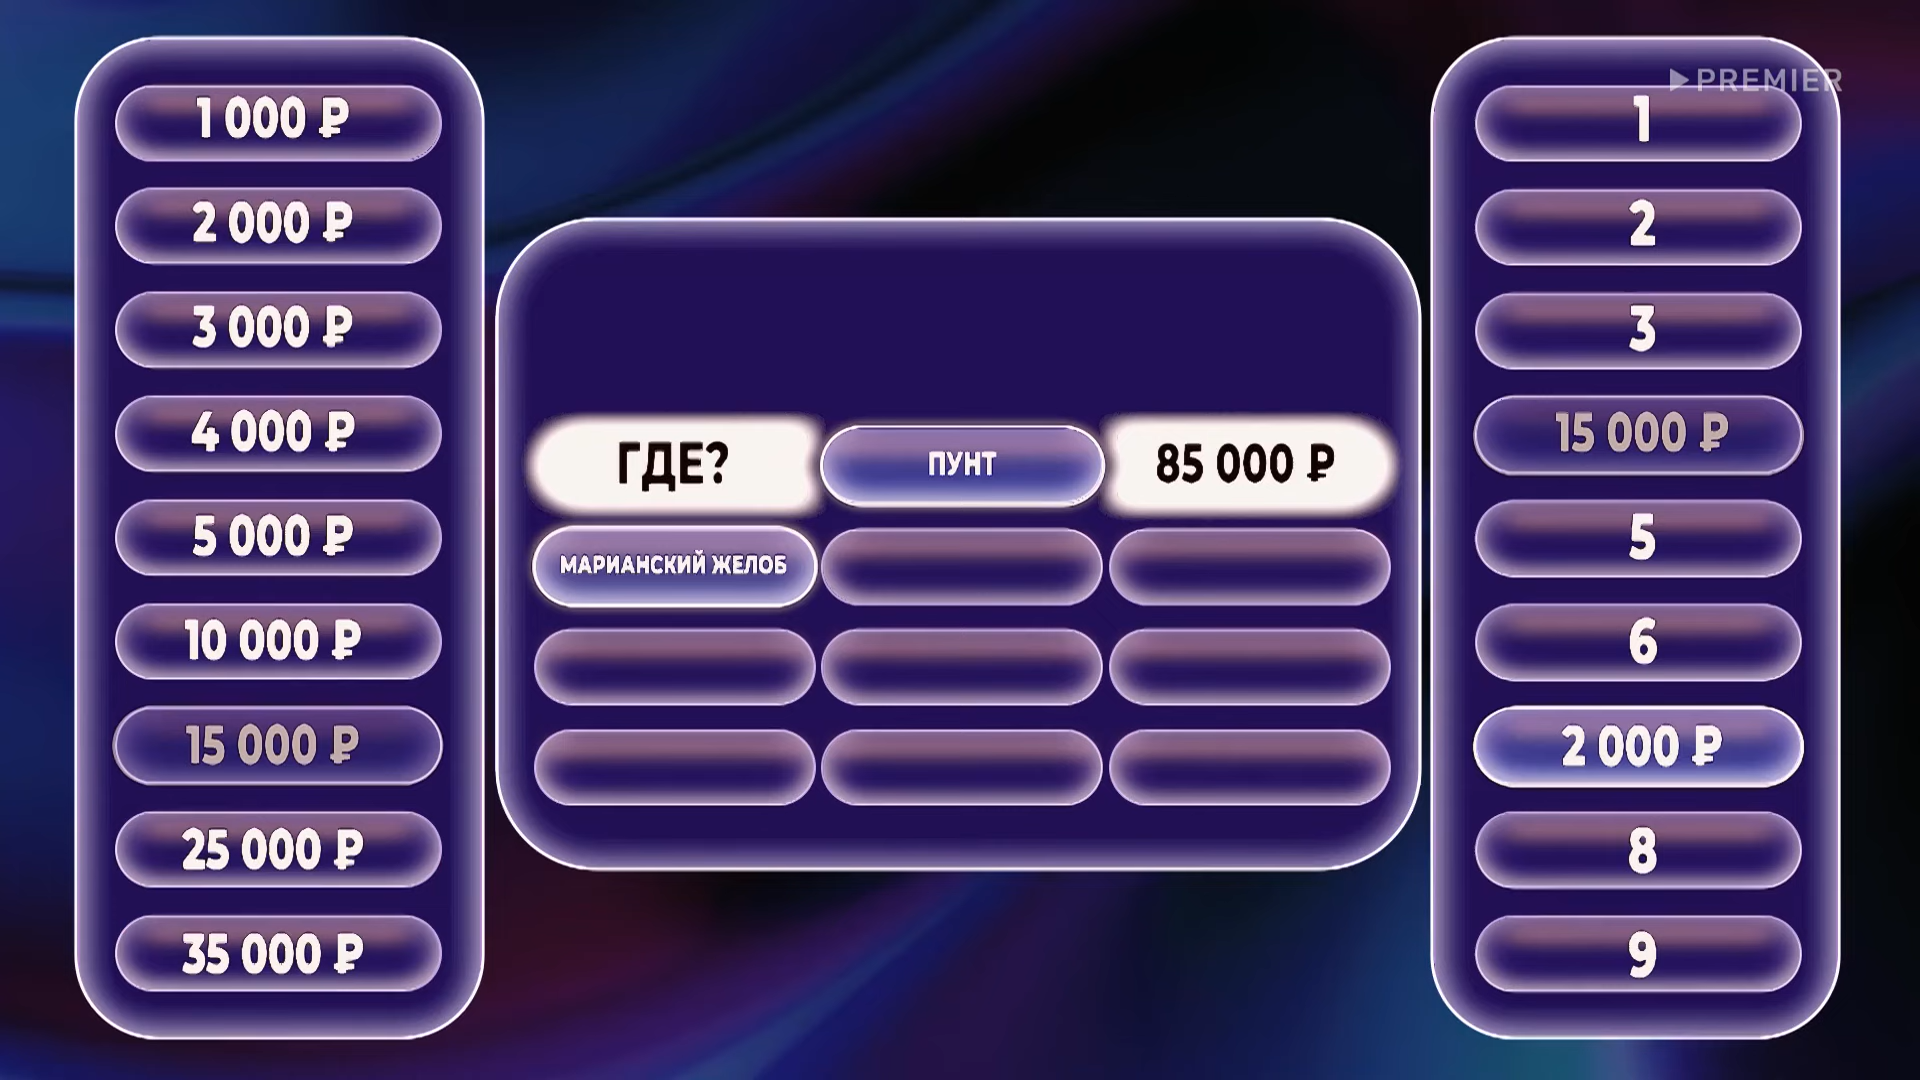 1 000 ₽
2 000 ₽
3 000 ₽
4 000 ₽
5 000 ₽
10 000 ₽
15 000 ₽
25 000 ₽
35 000 ₽
ГДЕ? ПУНТ 85 000 ₽
МАРИАНСКИЙ ЖЕЛОБ
PREMIER
1
2
3
15 000 ₽
5
6
2 000 ₽
8
9